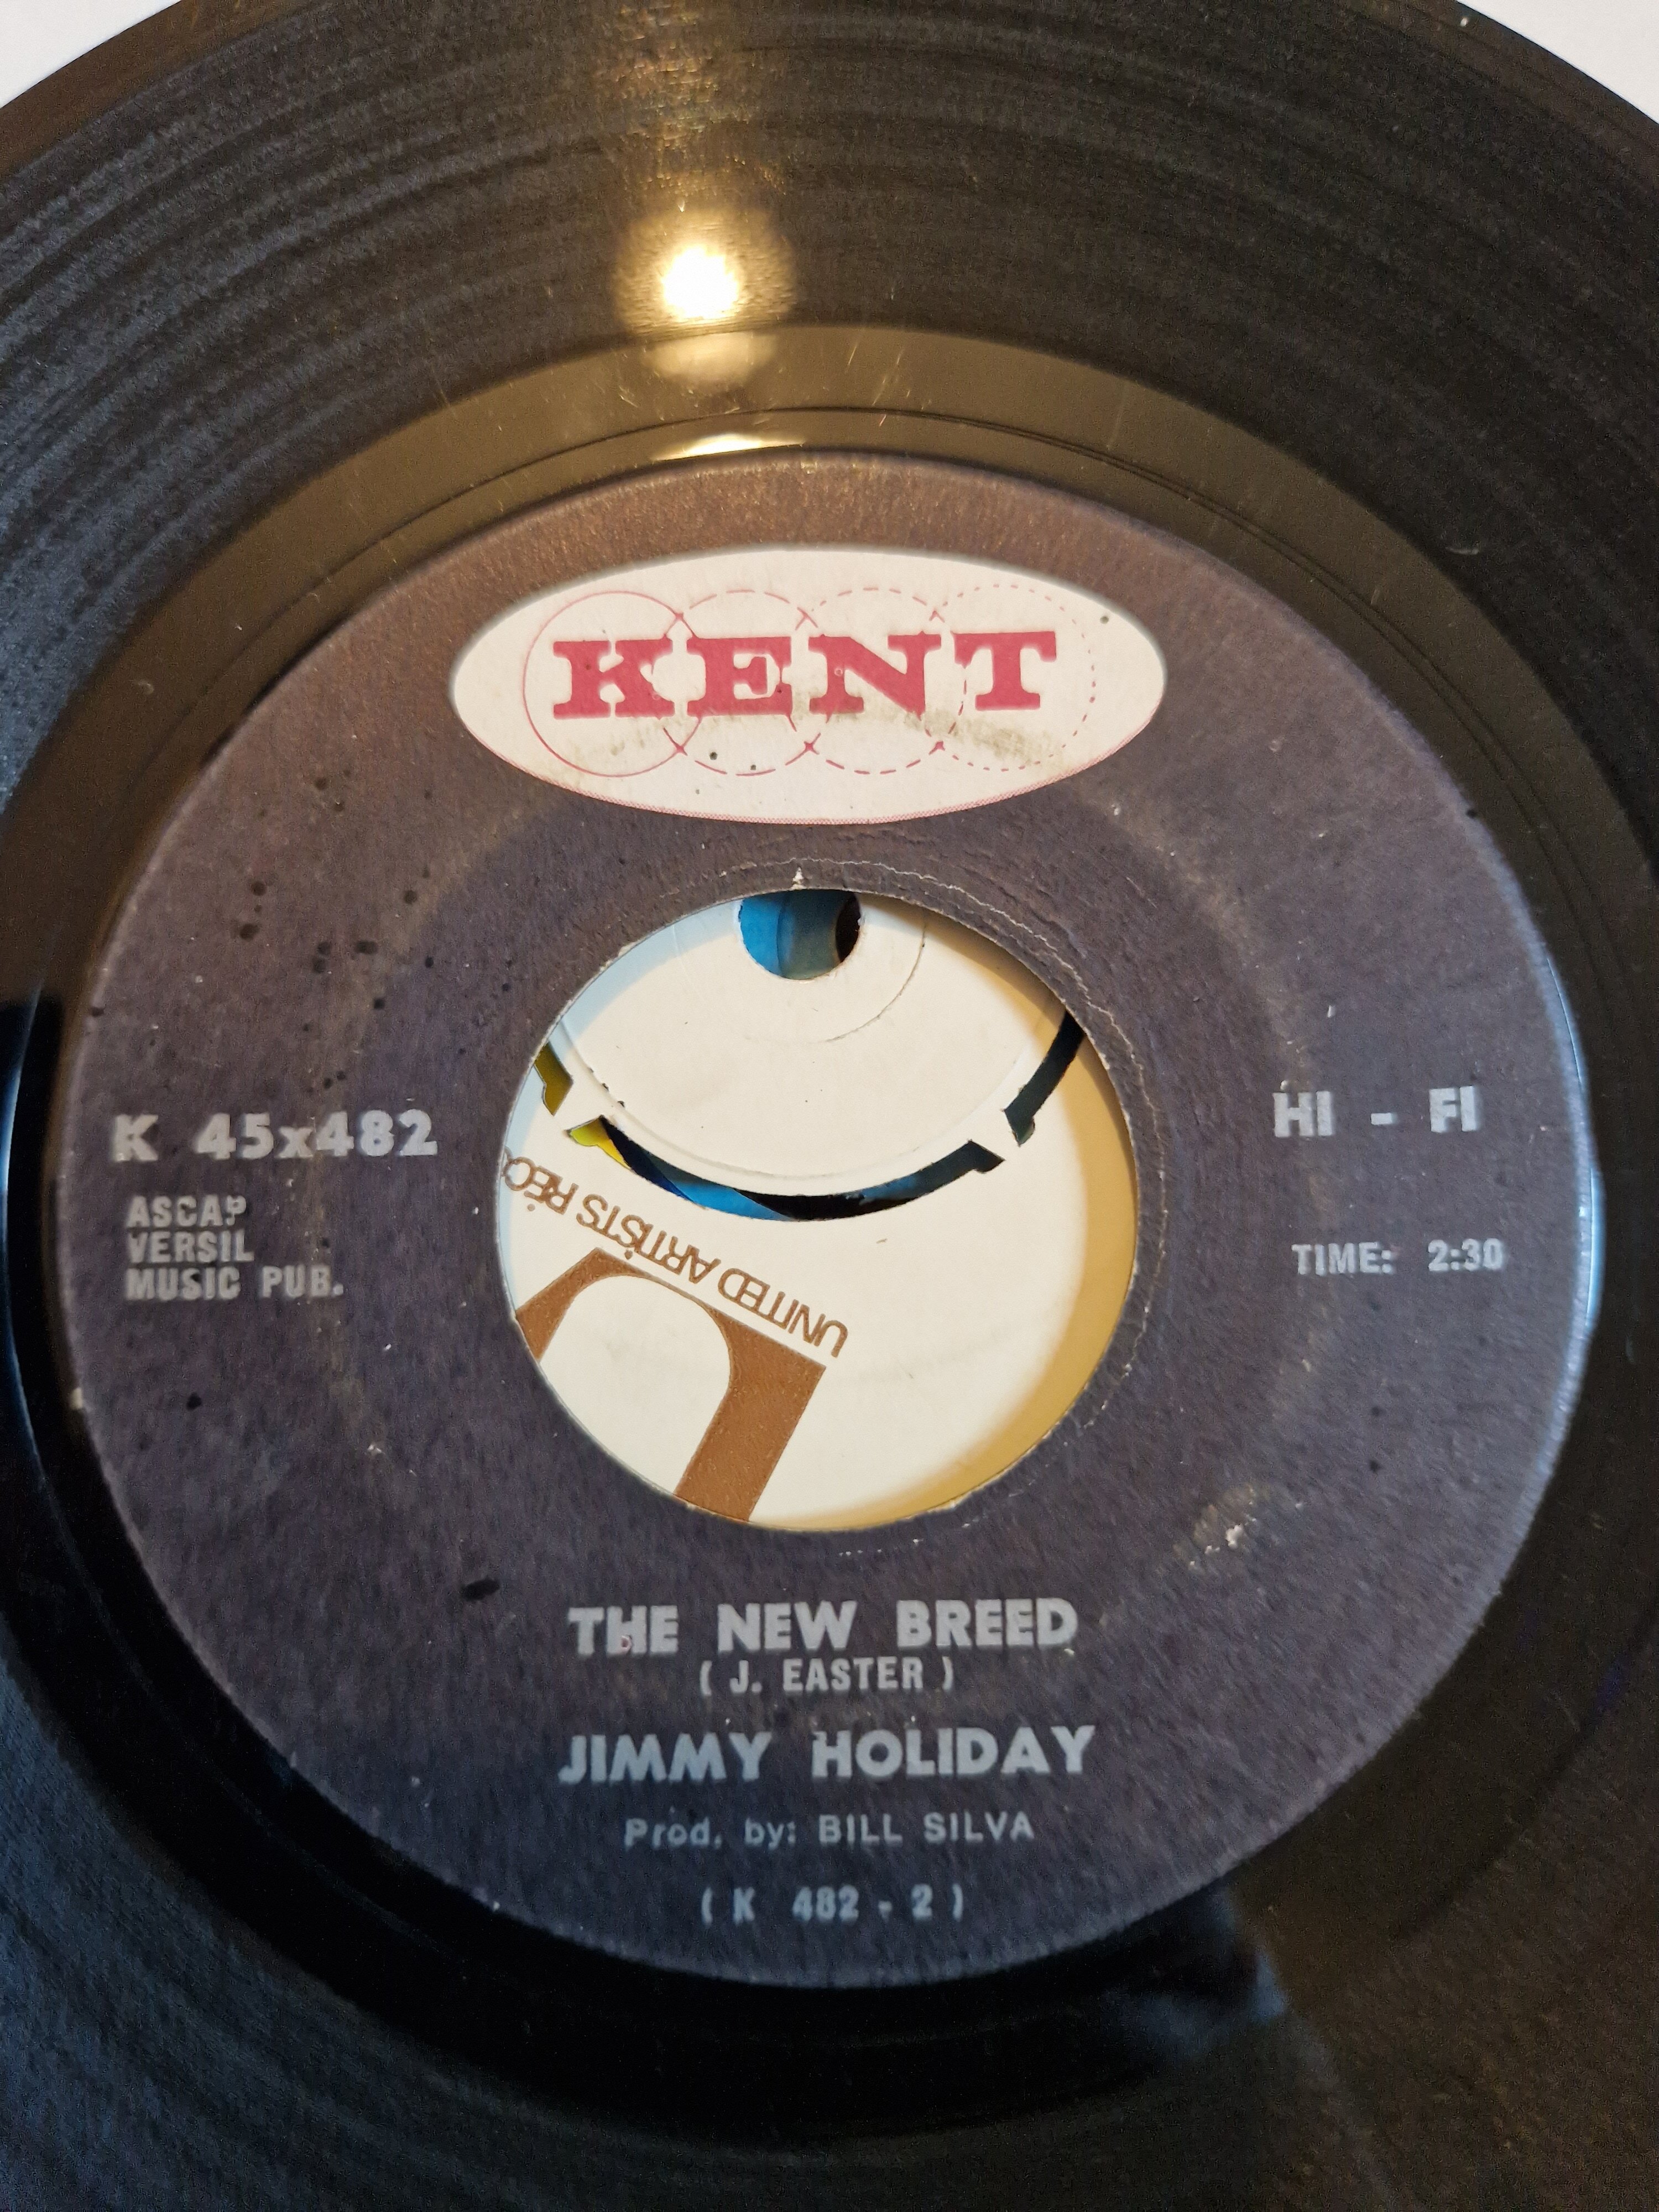 KENT
K 45x482
ASCAP
VERSIL
MUSIC PUB.
HI - FI
TIME: 2:30
UNITED ARTISTS
THE NEW BREED
( J. EASTER )
JIMMY HOLIDAY
Prod. by: BILL SILVA
( K 482 - 2 )